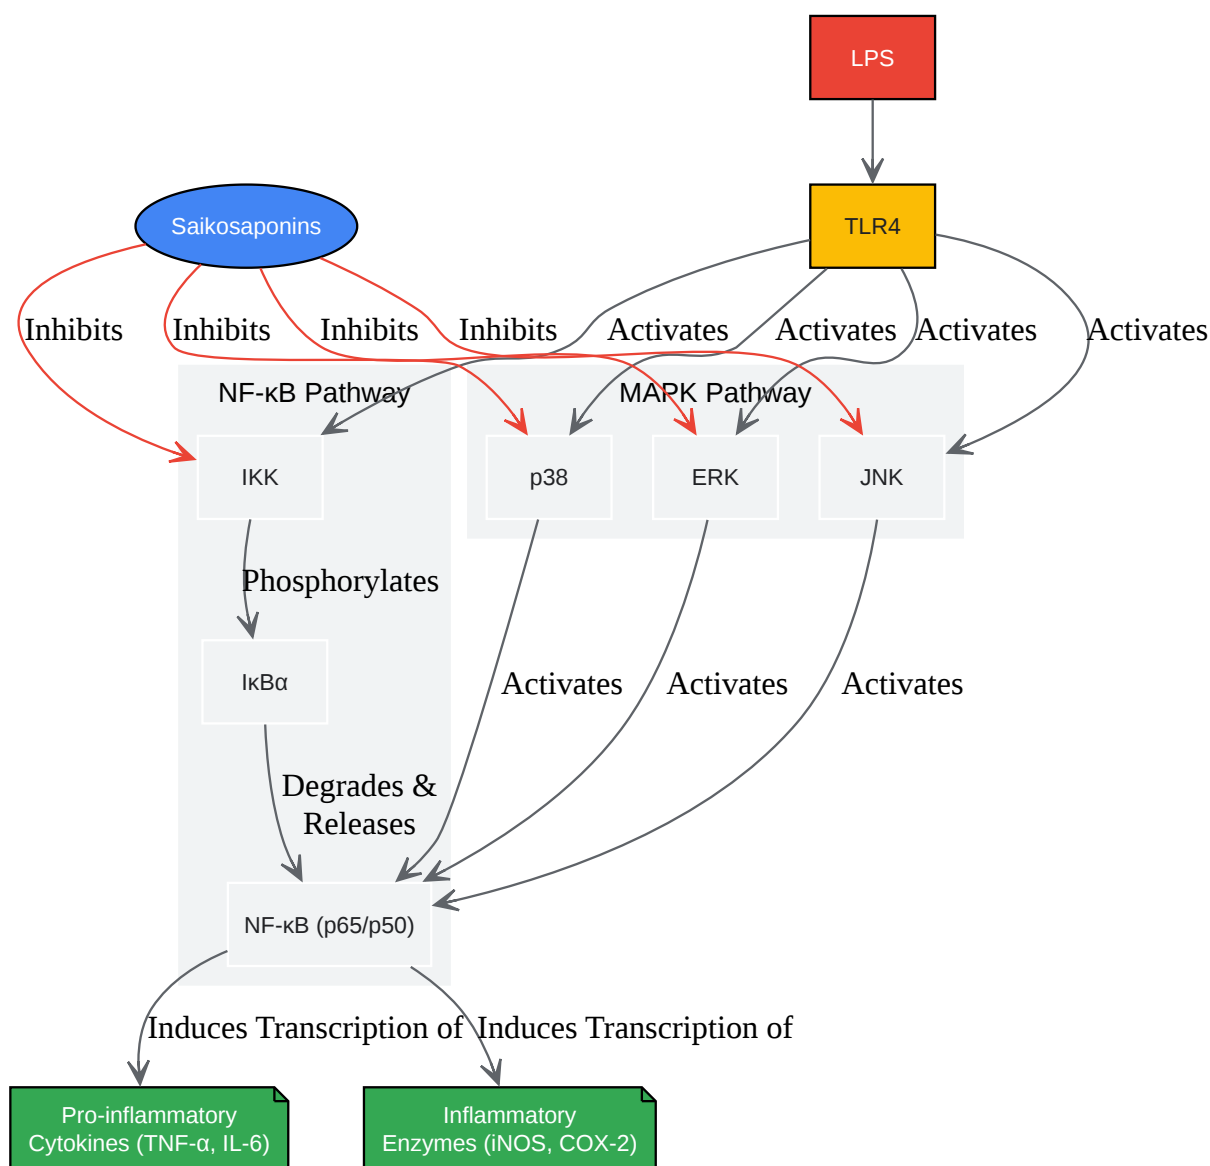 LPS
Saikosaponins
TLR4
Inhibits
Inhibits
Inhibits
Inhibits
Activates
Activates
Activates
Activates
NF-κB Pathway
MAPK Pathway
IKK
p38
ERK
JNK
Phosphorylates
IκBα
Activates
Activates
Activates
Degrades &
Releases
NF-κB (p65/p50)
Induces Transcription of
Induces Transcription of
Pro-inflammatory
Cytokines (TNF-α, IL-6)
Inflammatory
Enzymes (iNOS, COX-2)